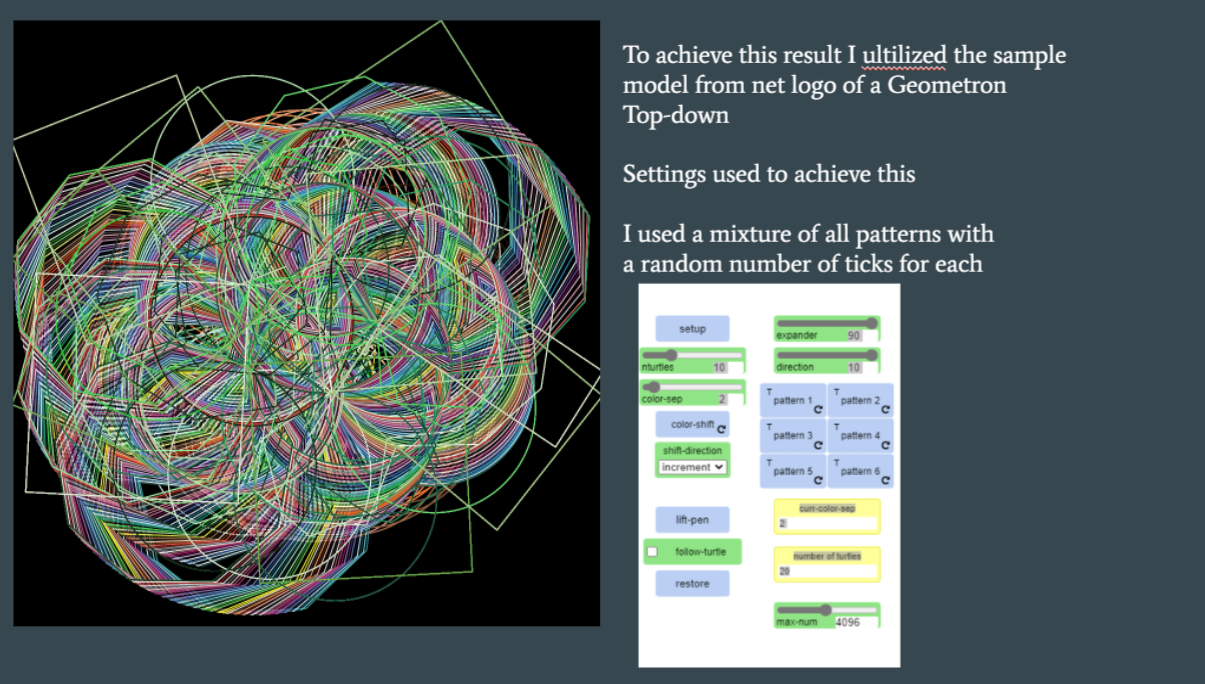 To achieve this result I ultilized the sample
model from net logo of a Geometron
Top-down
Settings used to achieve this
I used a mixture of all patterns with
a random number of ticks for each
setup
expander 90
nturtles 10
direction 10
color-sep 2
T pattern 1
T pattern 2
color-shift
T pattern 3
T pattern 4
shift-direction
increment
T pattern 5
T pattern 6
lift-pen
curr-color-sep
2
follow-turtle
number of turtles
20
restore
max-num 4096